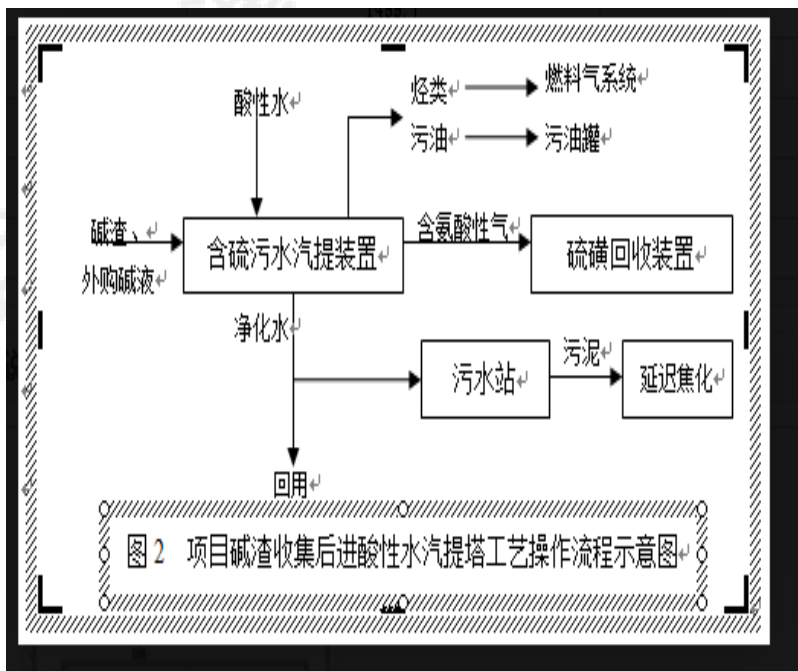 烃类 燃料气系统
酸性水
污油 污油罐
碱渣、 含氨酸性气
含硫污水汽提装置 硫磺回收装置
外购碱液
净化水
污泥
污水站 延迟焦化
回用
图 2 项目碱渣收集后进酸性水汽提塔工艺操作流程示意图